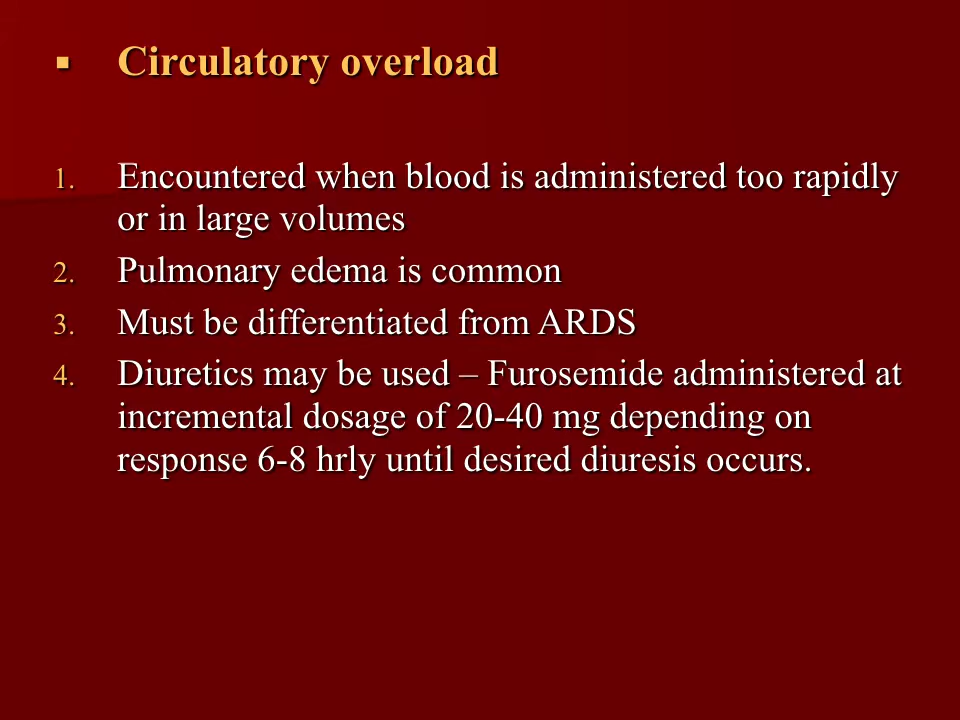 ▪ Circulatory overload
1. Encountered when blood is administered too rapidly
or in large volumes
2. Pulmonary edema is common
3. Must be differentiated from ARDS
4. Diuretics may be used – Furosemide administered at
incremental dosage of 20-40 mg depending on
response 6-8 hrly until desired diuresis occurs.